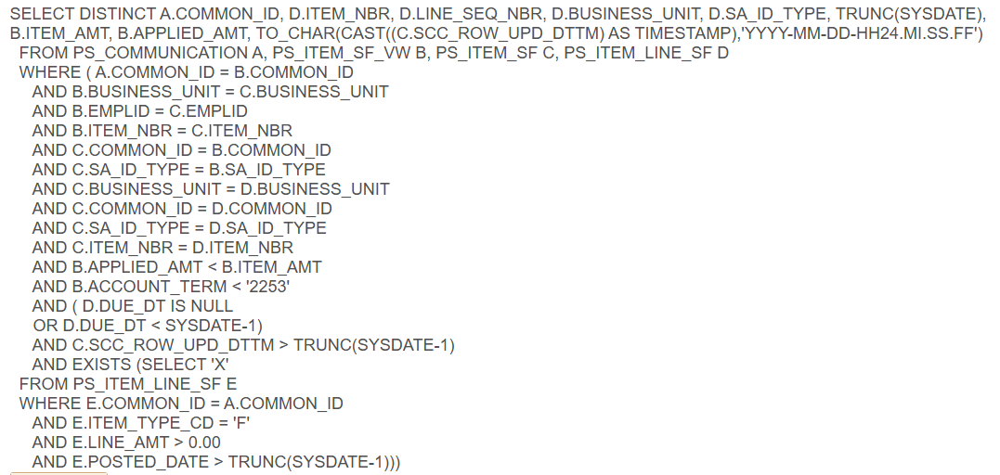 SELECT DISTINCT A.COMMON_ID, D.ITEM_NBR, D.LINE_SEQ_NBR, D.BUSINESS_UNIT, D.SA_ID_TYPE, TRUNC(SYSDATE),
B.ITEM_AMT, B.APPLIED_AMT, TO_CHAR(CAST((C.SCC_ROW_UPD_DTTM) AS TIMESTAMP),'YYYY-MM-DD-HH24.MI.SS.FF')
FROM PS_COMMUNICATION A, PS_ITEM_SF_VW B, PS_ITEM_SF C, PS_ITEM_LINE_SF D
WHERE ( A.COMMON_ID = B.COMMON_ID
AND B.BUSINESS_UNIT = C.BUSINESS_UNIT
AND B.EMPLID = C.EMPLID
AND B.ITEM_NBR = C.ITEM_NBR
AND C.COMMON_ID = B.COMMON_ID
AND C.SA_ID_TYPE = B.SA_ID_TYPE
AND C.BUSINESS_UNIT = D.BUSINESS_UNIT
AND C.COMMON_ID = D.COMMON_ID
AND C.SA_ID_TYPE = D.SA_ID_TYPE
AND C.ITEM_NBR = D.ITEM_NBR
AND B.APPLIED_AMT < B.ITEM_AMT
AND B.ACCOUNT_TERM < '2253'
AND ( D.DUE_DT IS NULL
OR D.DUE_DT < SYSDATE-1)
AND C.SCC_ROW_UPD_DTTM > TRUNC(SYSDATE-1)
AND EXISTS (SELECT 'X'
FROM PS_ITEM_LINE_SF E
WHERE E.COMMON_ID = A.COMMON_ID
AND E.ITEM_TYPE_CD = 'F'
AND E.LINE_AMT > 0.00
AND E.POSTED_DATE > TRUNC(SYSDATE-1)))